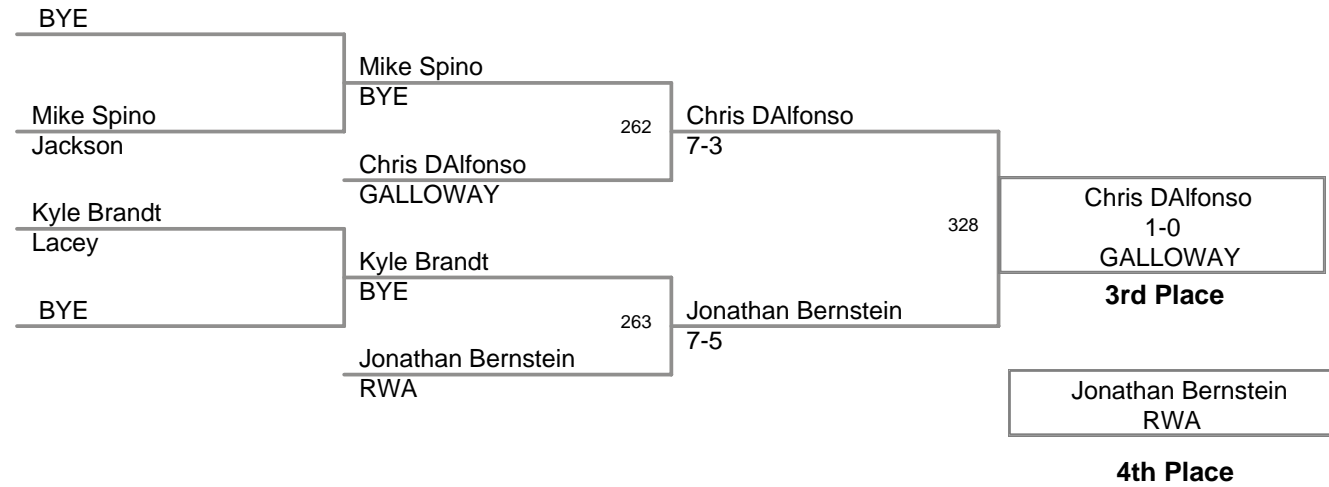 BYE
Mike Spino
Jackson
Kyle Brandt
Lacey
BYE
Mike Spino
BYE
262
Chris DAlfonso
GALLOWAY
Kyle Brandt
BYE
263
Jonathan Bernstein
RWA
Chris DAlfonso
7-3
328
Jonathan Bernstein
7-5
Chris DAlfonso
1-0
GALLOWAY
3rd Place
Jonathan Bernstein
RWA
4th Place